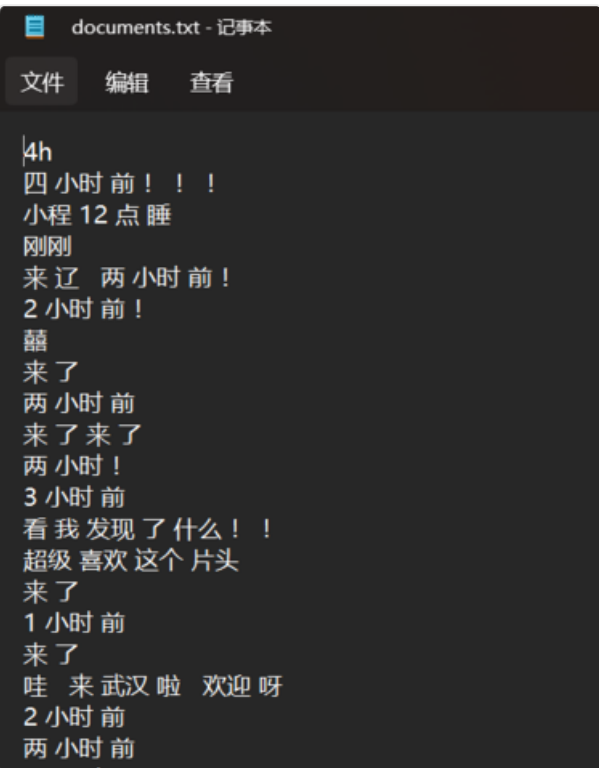 documents.txt - 记事本
文件 编辑 查看
4h
四 小时 前！ ！ ！
小程 12 点 睡
刚刚
来 辽 两 小时 前！
2 小时 前！
囍
来 了
两 小时 前
来 了 来 了
两 小时！
3 小时 前
看 我 发现 了 什么！ ！
超级 喜欢 这个 片头
来 了
1 小时 前
来 了
哇 来 武汉 啦 欢迎 呀
2 小时 前
两 小时 前